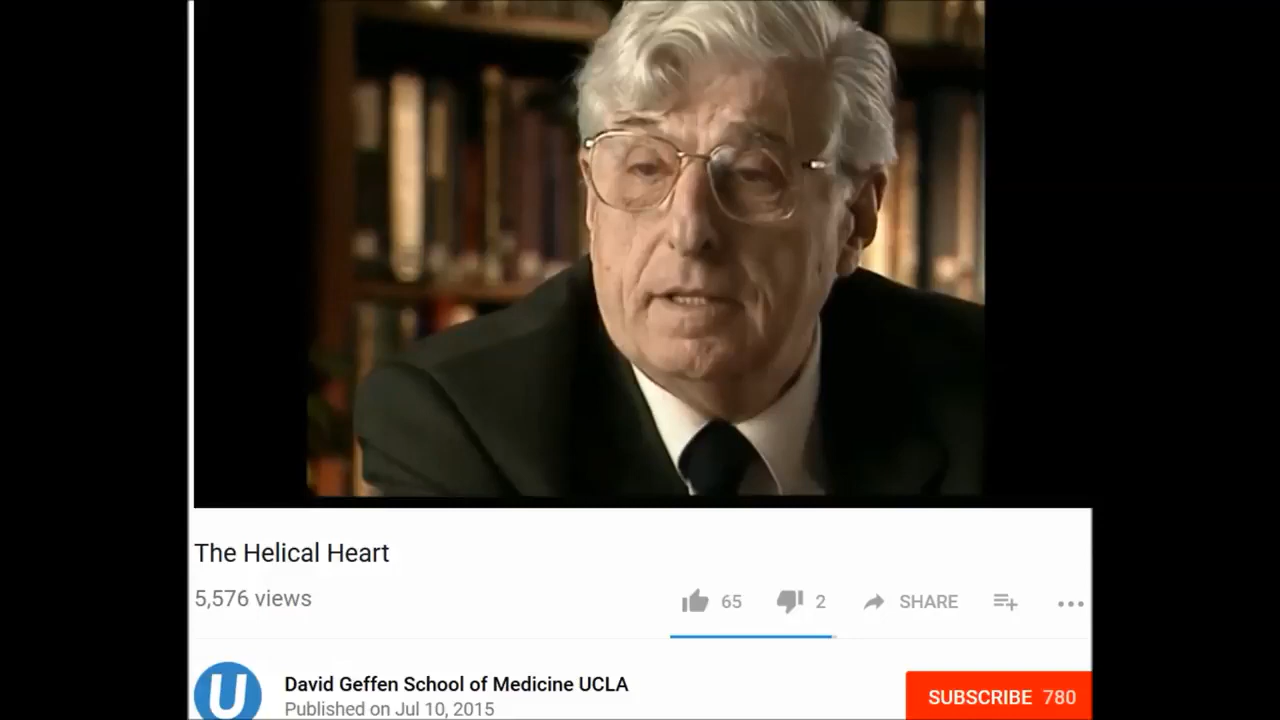 The Helical Heart
5,576 views
65 2 SHARE
U
David Geffen School of Medicine UCLA
Published on Jul 10, 2015
SUBSCRIBE 780